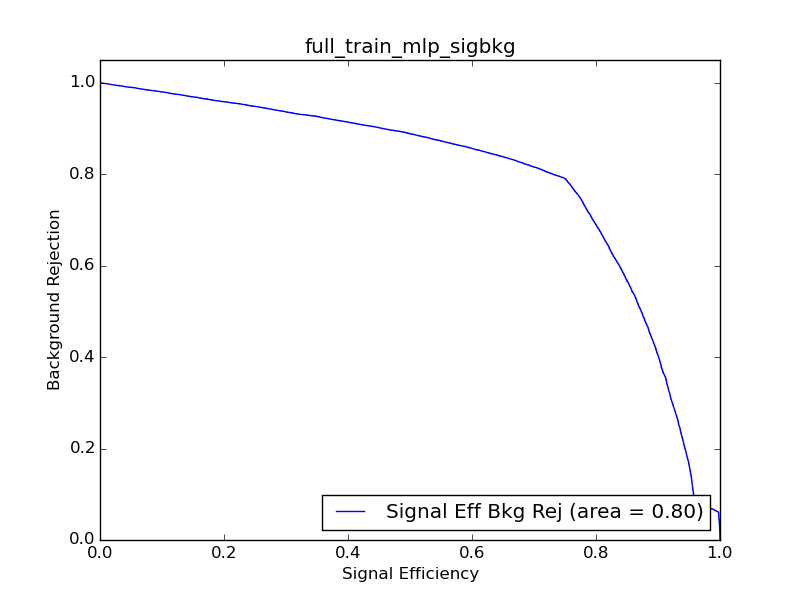 full_train_mlp_sigbkg
1.0
0.8
0.6
0.4
0.2
0.0
Background Rejection
Signal Eff Bkg Rej (area = 0.80)
0.0 0.2 0.4 0.6 0.8 1.0
Signal Efficiency